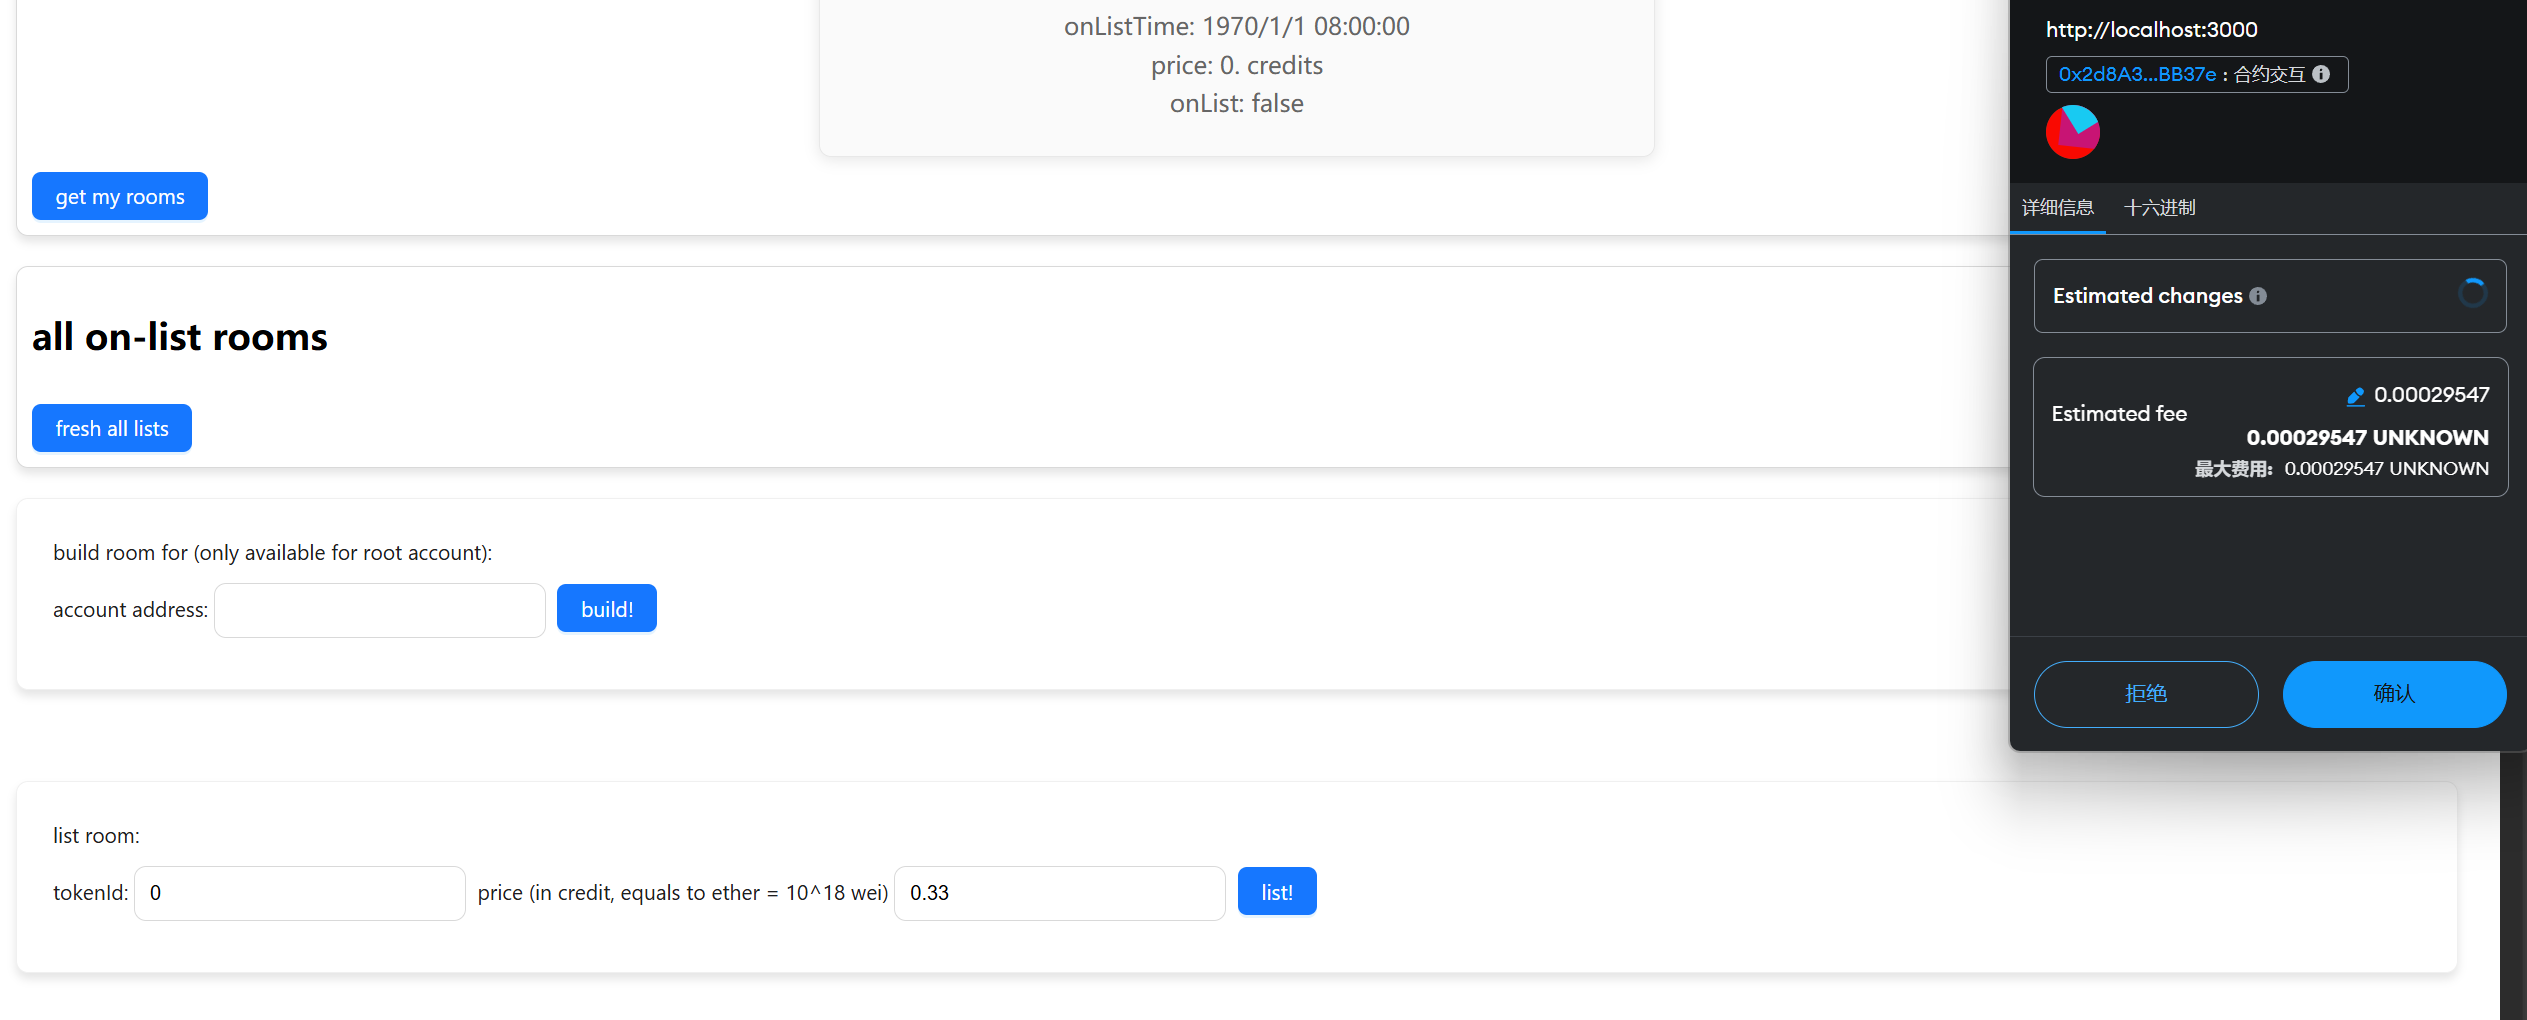 onListTime: 1970/1/1 08:00:00
price: 0. credits
onList: false
get my rooms
all on-list rooms
fresh all lists
build room for (only available for root account):
account address:
build!
list room:
tokenId: 0 price (in credit, equals to ether = 10^18 wei) 0.33 list!
http://localhost:3000
0x2d8A3...BB37e : 合约交互
详细信息 十六进制
Estimated changes
Estimated fee
0.00029547
0.00029547 UNKNOWN
最大费用: 0.00029547 UNKNOWN
拒绝 确认